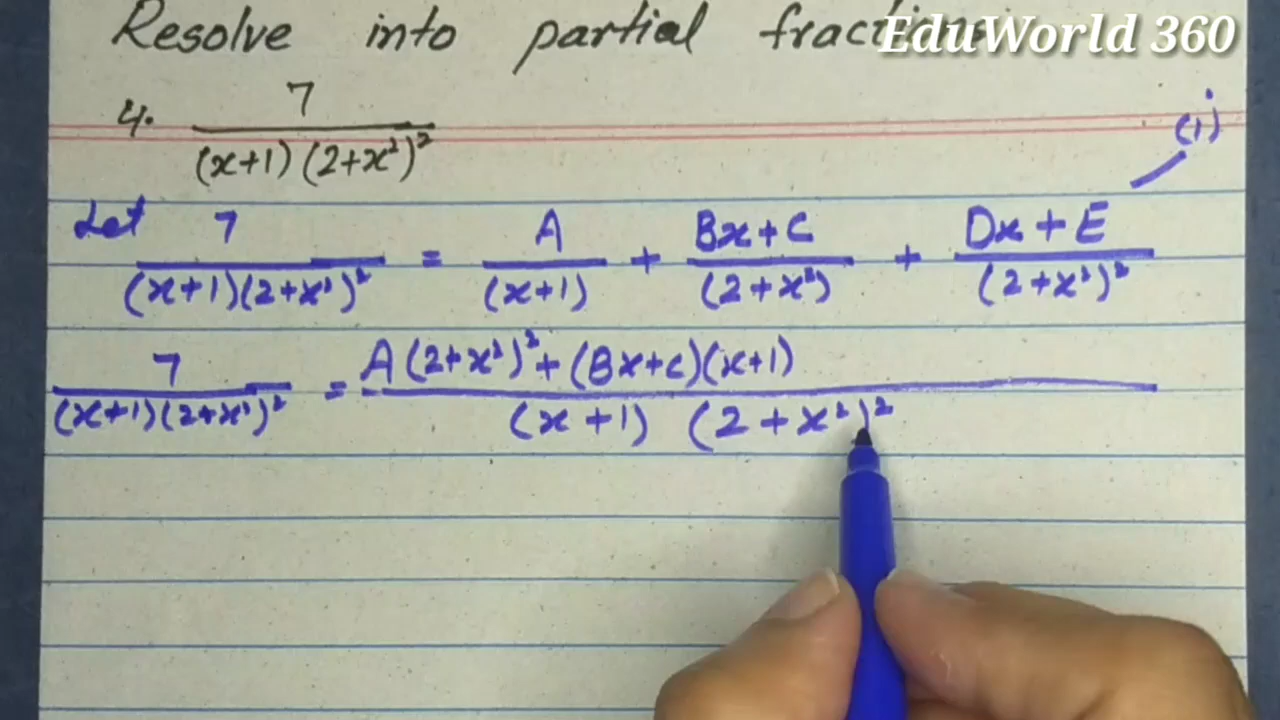 Resolve into partial fractions
EduWorld 360
4. 7/((x+1)(2+x²)²)
(i)
Let 7/((x+1)(2+x²)²) = A/(x+1) + Bx+C/(2+x²) + Dx+E/(2+x²)²
7/((x+1)(2+x²)²) = A(2+x²)²+(Bx+C)(x+1)/(x+1) (2+x²)²